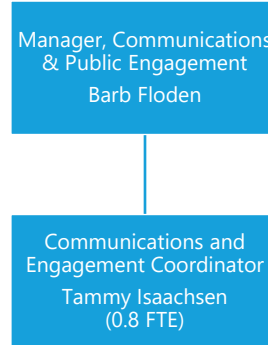 Manager, Communications
& Public Engagement
Barb Floden
Communications and
Engagement Coordinator
Tammy Isaachsen
(0.8 FTE)